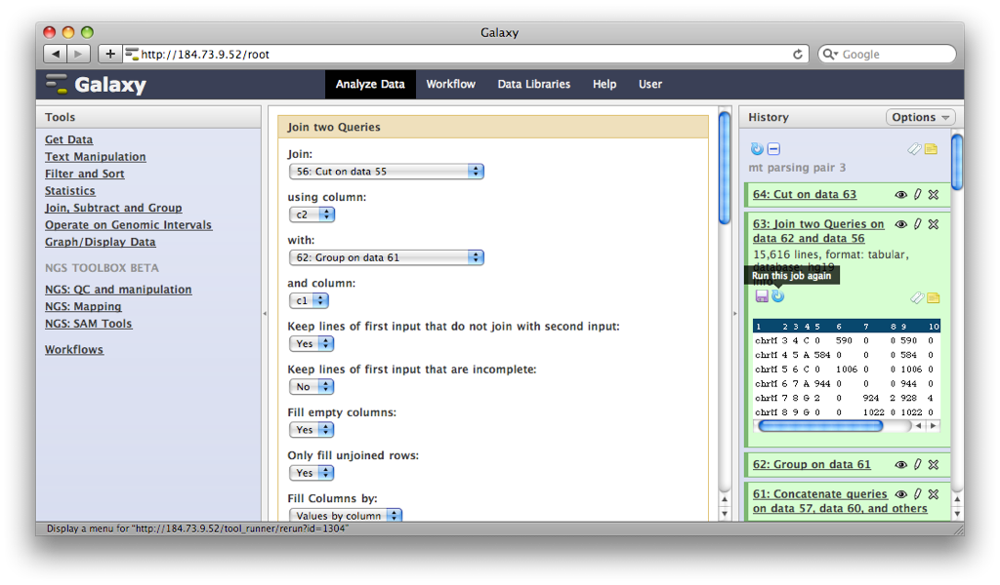 Galaxy
http://184.73.9.52/root
Google
Galaxy
Analyze Data Workflow Data Libraries Help User
Tools
Get Data
Text Manipulation
Filter and Sort
Statistics
Join, Subtract and Group
Operate on Genomic Intervals
Graph/Display Data
NGS TOOLBOX BETA
NGS: QC and manipulation
NGS: Mapping
NGS: SAM Tools
Workflows
Join two Queries
Join:
56: Cut on data 55
using column:
c2
with:
62: Group on data 61
and column:
c1
Keep lines of first input that do not join with second input:
Yes
Keep lines of first input that are incomplete:
No
Fill empty columns:
Yes
Only fill unjoined rows:
Yes
Fill Columns by:
Values by column
History
Options
mt parsing pair 3
64: Cut on data 63
63: Join two Queries on
data 62 and data 56
15,616 lines, format: tabular,
database: hg19
Run this job again
1 2 3 4 5 6 7 8 9 10
chrM 3 4 C 0 590 0 0 590 0
chrM 4 5 A 584 0 0 0 584 0
chrM 5 6 C 0 1006 0 0 1006 0
chrM 6 7 A 944 0 0 0 944 0
chrM 7 8 G 2 0 924 2 928 4
chrM 8 9 G 0 0 1022 0 1022 0
62: Group on data 61
61: Concatenate queries
on data 57, data 60, and others
Display a menu for "http://184.73.9.52/tool_runner/rerun?id=1304"